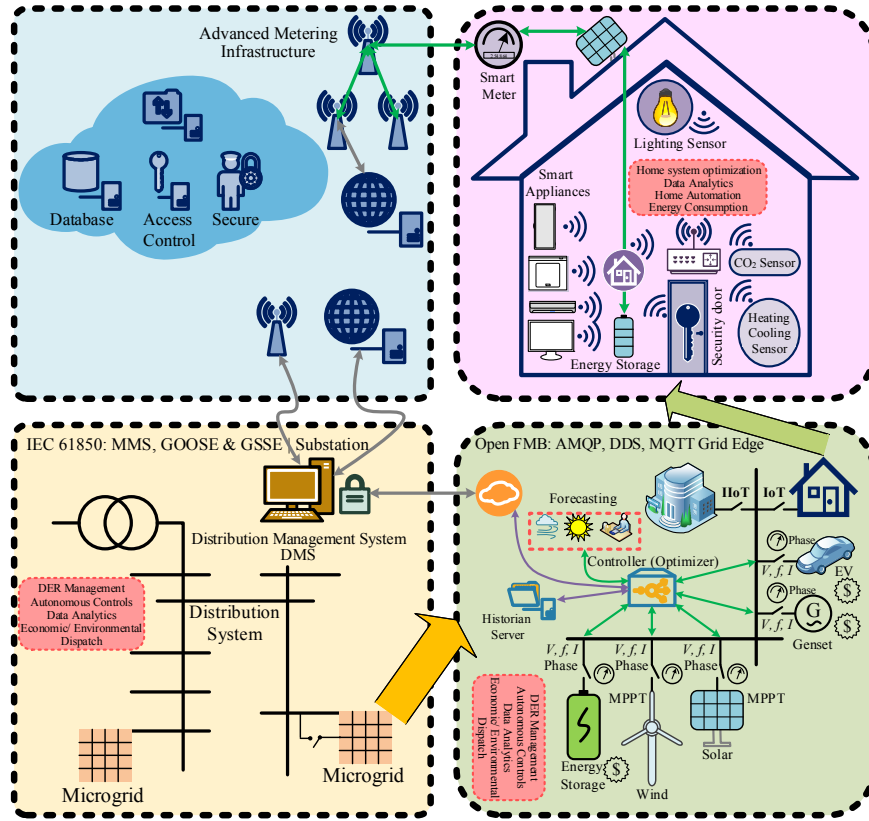 Advanced Metering
Infrastructure
Database
Access
Control
Secure
Smart
Meter
Lighting Sensor
Smart
Appliances
Home system optimization
Data Analytics
Home Automation
Energy Consumption
CO₂ Sensor
Security door
Heating
Cooling
Sensor
Energy Storage
IEC 61850: MMS, GOOSE & GSSE Substation
Distribution Management System
DMS
DER Management
Autonomous Controls
Data Analytics
Economic/ Environmental
Dispatch
Distribution
System
Microgrid
Microgrid
Open FMB: AMQP, DDS, MQTT Grid Edge
Forecasting
IIoT
IoT
Controller (Optimizer)
Phase
V, f, I
EV
$
Historian
Server
Phase
V, f, I
G
Genset
$
V, f, I
Phase
V, f, I
Phase
V, f, I
Phase
DER Management
Autonomous Controls
Data Analytics
Economic/ Environmental
Dispatch
MPPT
MPPT
Energy
Storage
$
Wind
Solar